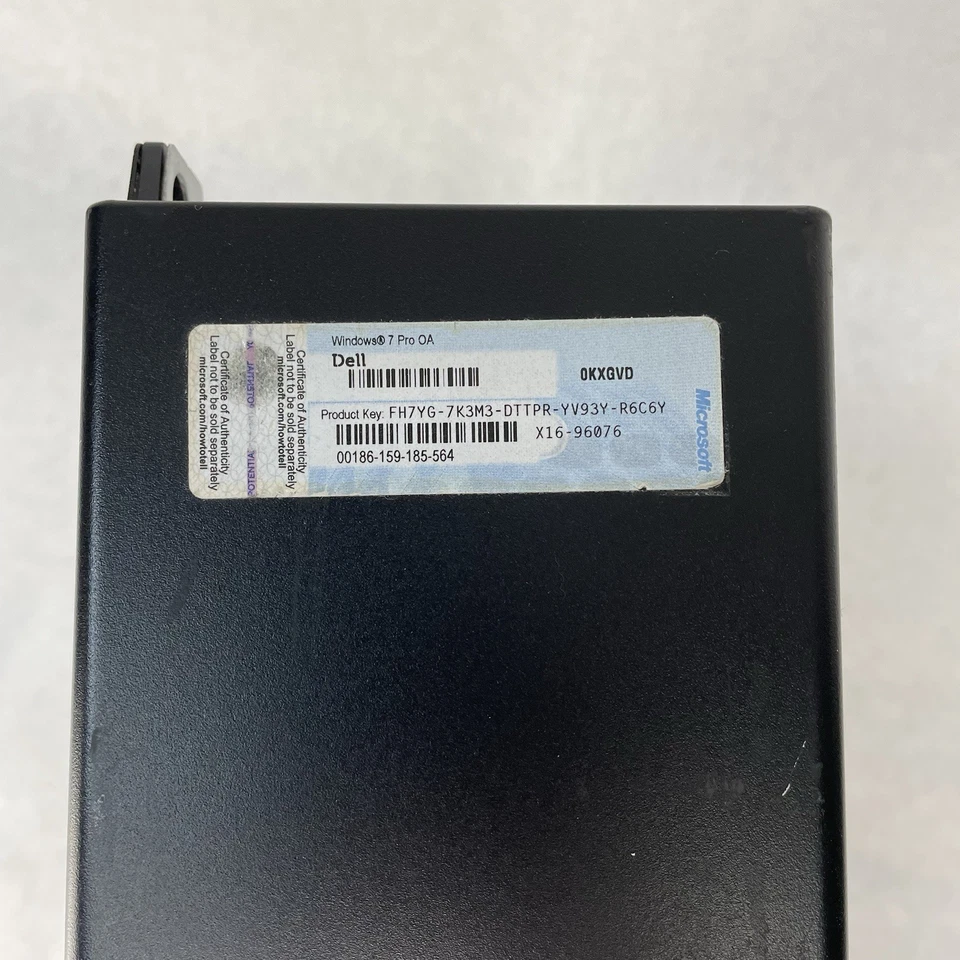 Windows® 7 Pro OA
Dell
0KXGVD
Product Key: FH7YG-7K3M3-DTTPR-YV93Y-R6C6Y
X16-96076
00186-159-185-564
Microsoft
Certificate of Authenticity
Label not to be sold separately
microsoft.com/howtotell
Certificate of Authenticity
Label not to be sold separately
microsoft.com/howtotell